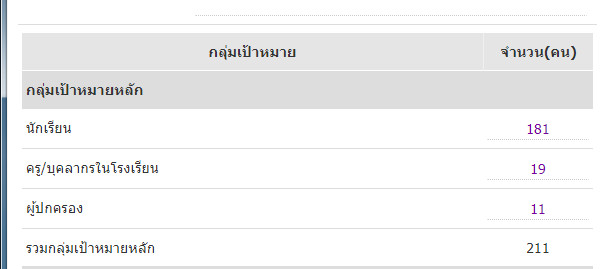 กลุ่มเป้าหมาย จำนวน(คน)
กลุ่มเป้าหมายหลัก
นักเรียน 181
ครู/บุคลากรในโรงเรียน 19
ผู้ปกครอง 11
รวมกลุ่มเป้าหมายหลัก 211